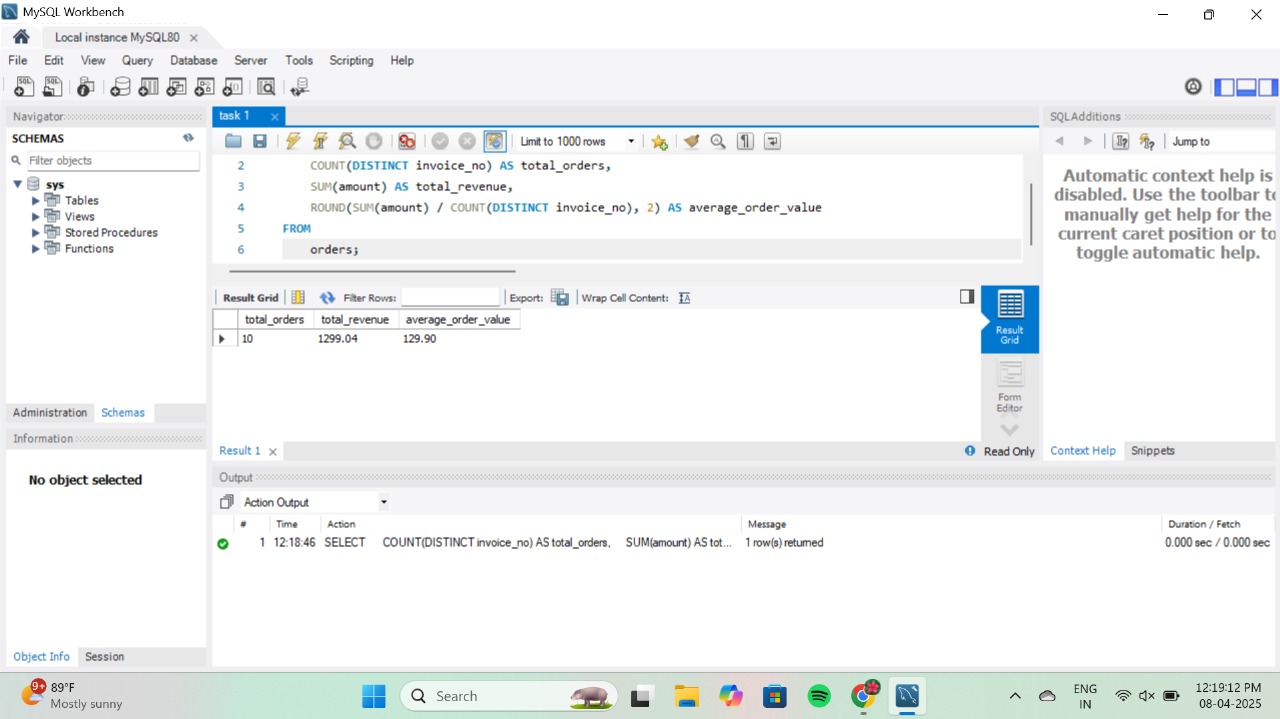 MySQL Workbench
Local instance MySQL80
File Edit View Query Database Server Tools Scripting Help
Navigator
SCHEMAS
Filter objects
sys
Tables
Views
Stored Procedures
Functions
Administration Schemas
Information
No object selected
Object Info Session
task 1
Limit to 1000 rows
2 COUNT(DISTINCT invoice_no) AS total_orders,
3 SUM(amount) AS total_revenue,
4 ROUND(SUM(amount) / COUNT(DISTINCT invoice_no), 2) AS average_order_value
5 FROM
6 orders;
Result Grid Filter Rows: Export: Wrap Cell Content:
total_orders total_revenue average_order_value
10 1299.04 129.90
Result Grid
Form Editor
Result 1 Read Only
SQLAdditions
Jump to
Automatic context help is
disabled. Use the toolbar to
manually get help for the
current caret position or to
toggle automatic help.
Context Help Snippets
Output
Action Output
# Time Action Message Duration / Fetch
1 12:18:46 SELECT COUNT(DISTINCT invoice_no) AS total_orders, SUM(amount) AS tot... 1 row(s) returned 0.000 sec / 0.000 sec
9+
89°F
Mostly sunny
Search
ENG
IN
12:19:12 PM
08-04-2025